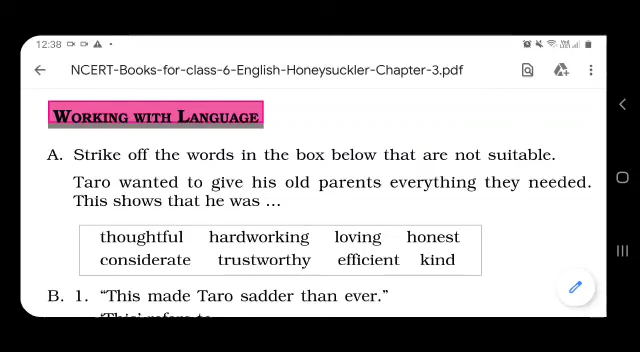 12:38
NCERT-Books-for-class-6-English-Honeysuckler-Chapter-3.pdf
WORKING WITH LANGUAGE
A. Strike off the words in the box below that are not suitable.
Taro wanted to give his old parents everything they needed.
This shows that he was ...
thoughtful hardworking loving honest
considerate trustworthy efficient kind
B. 1. “This made Taro sadder than ever.”
‘This’ refers to